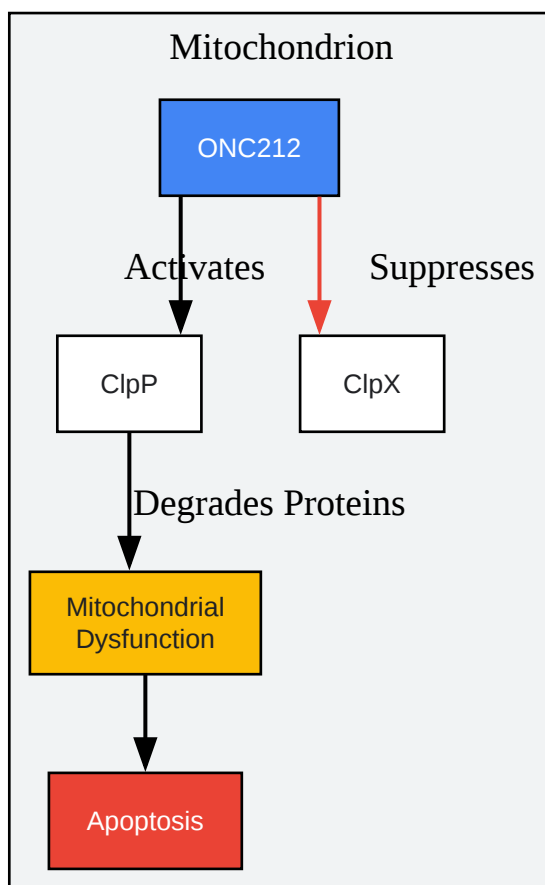 Mitochondrion
ONC212
Activates
Suppresses
ClpP
ClpX
Degrades Proteins
Mitochondrial
Dysfunction
Apoptosis